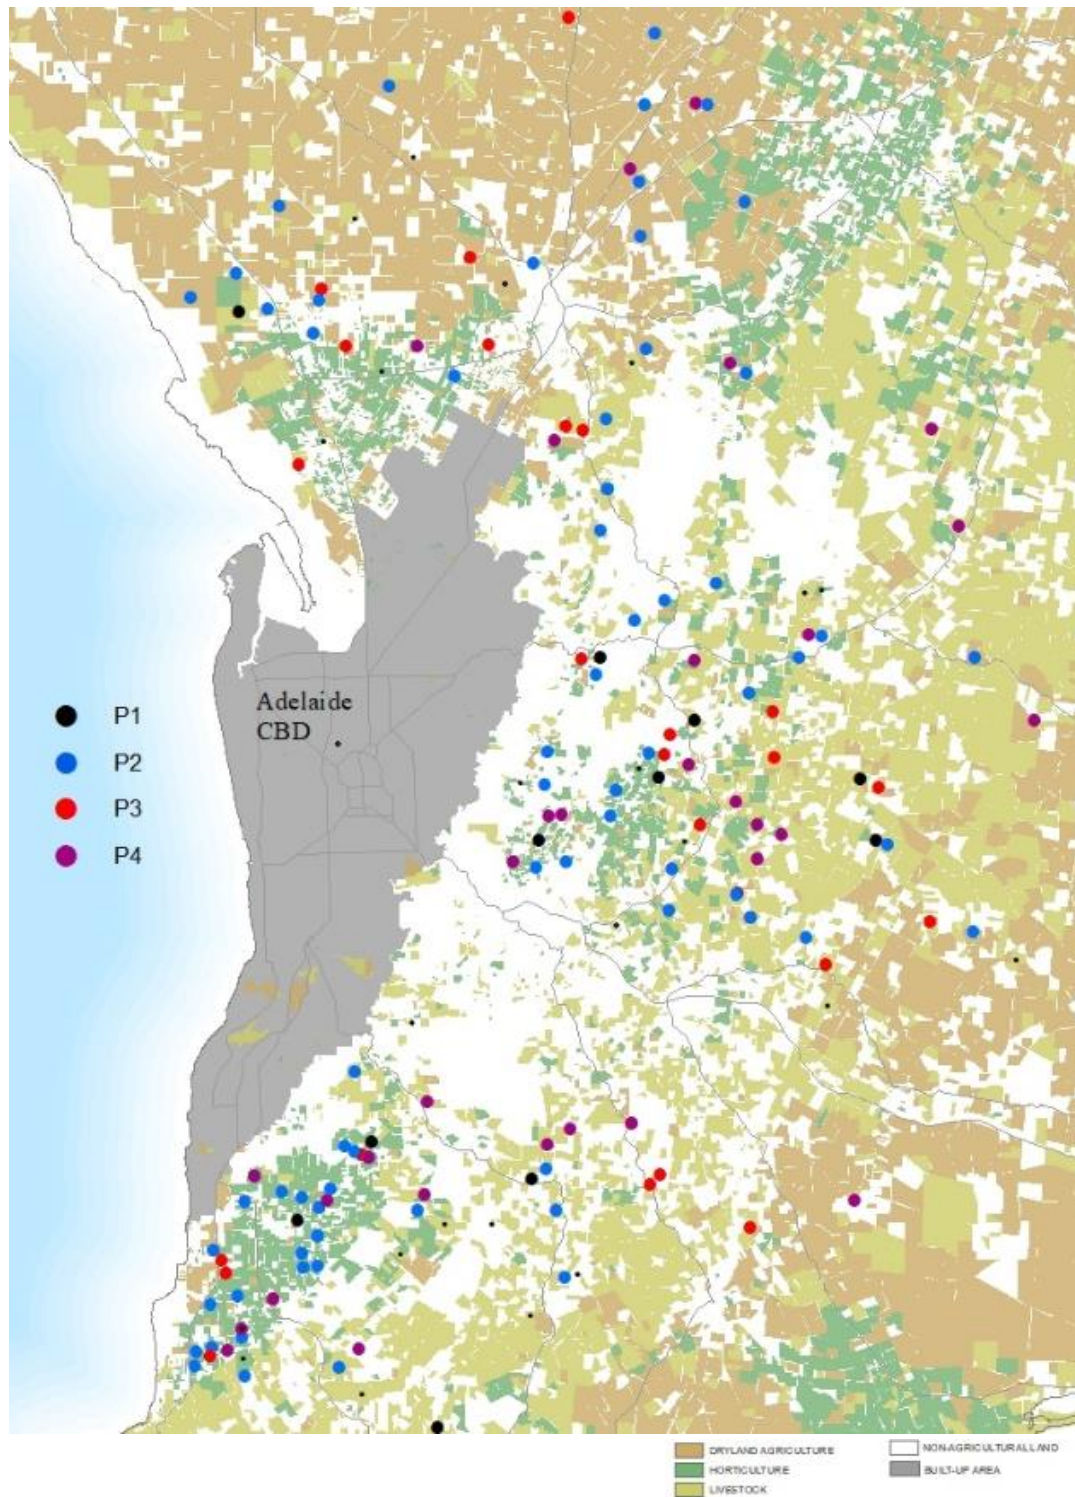 Adelaide
CBD
P1
P2
P3
P4
DRYLAND AGRICULTURE
HORTICULTURE
LIVESTOCK
NON-AGRICULTURAL LAND
BUILT-UP AREA